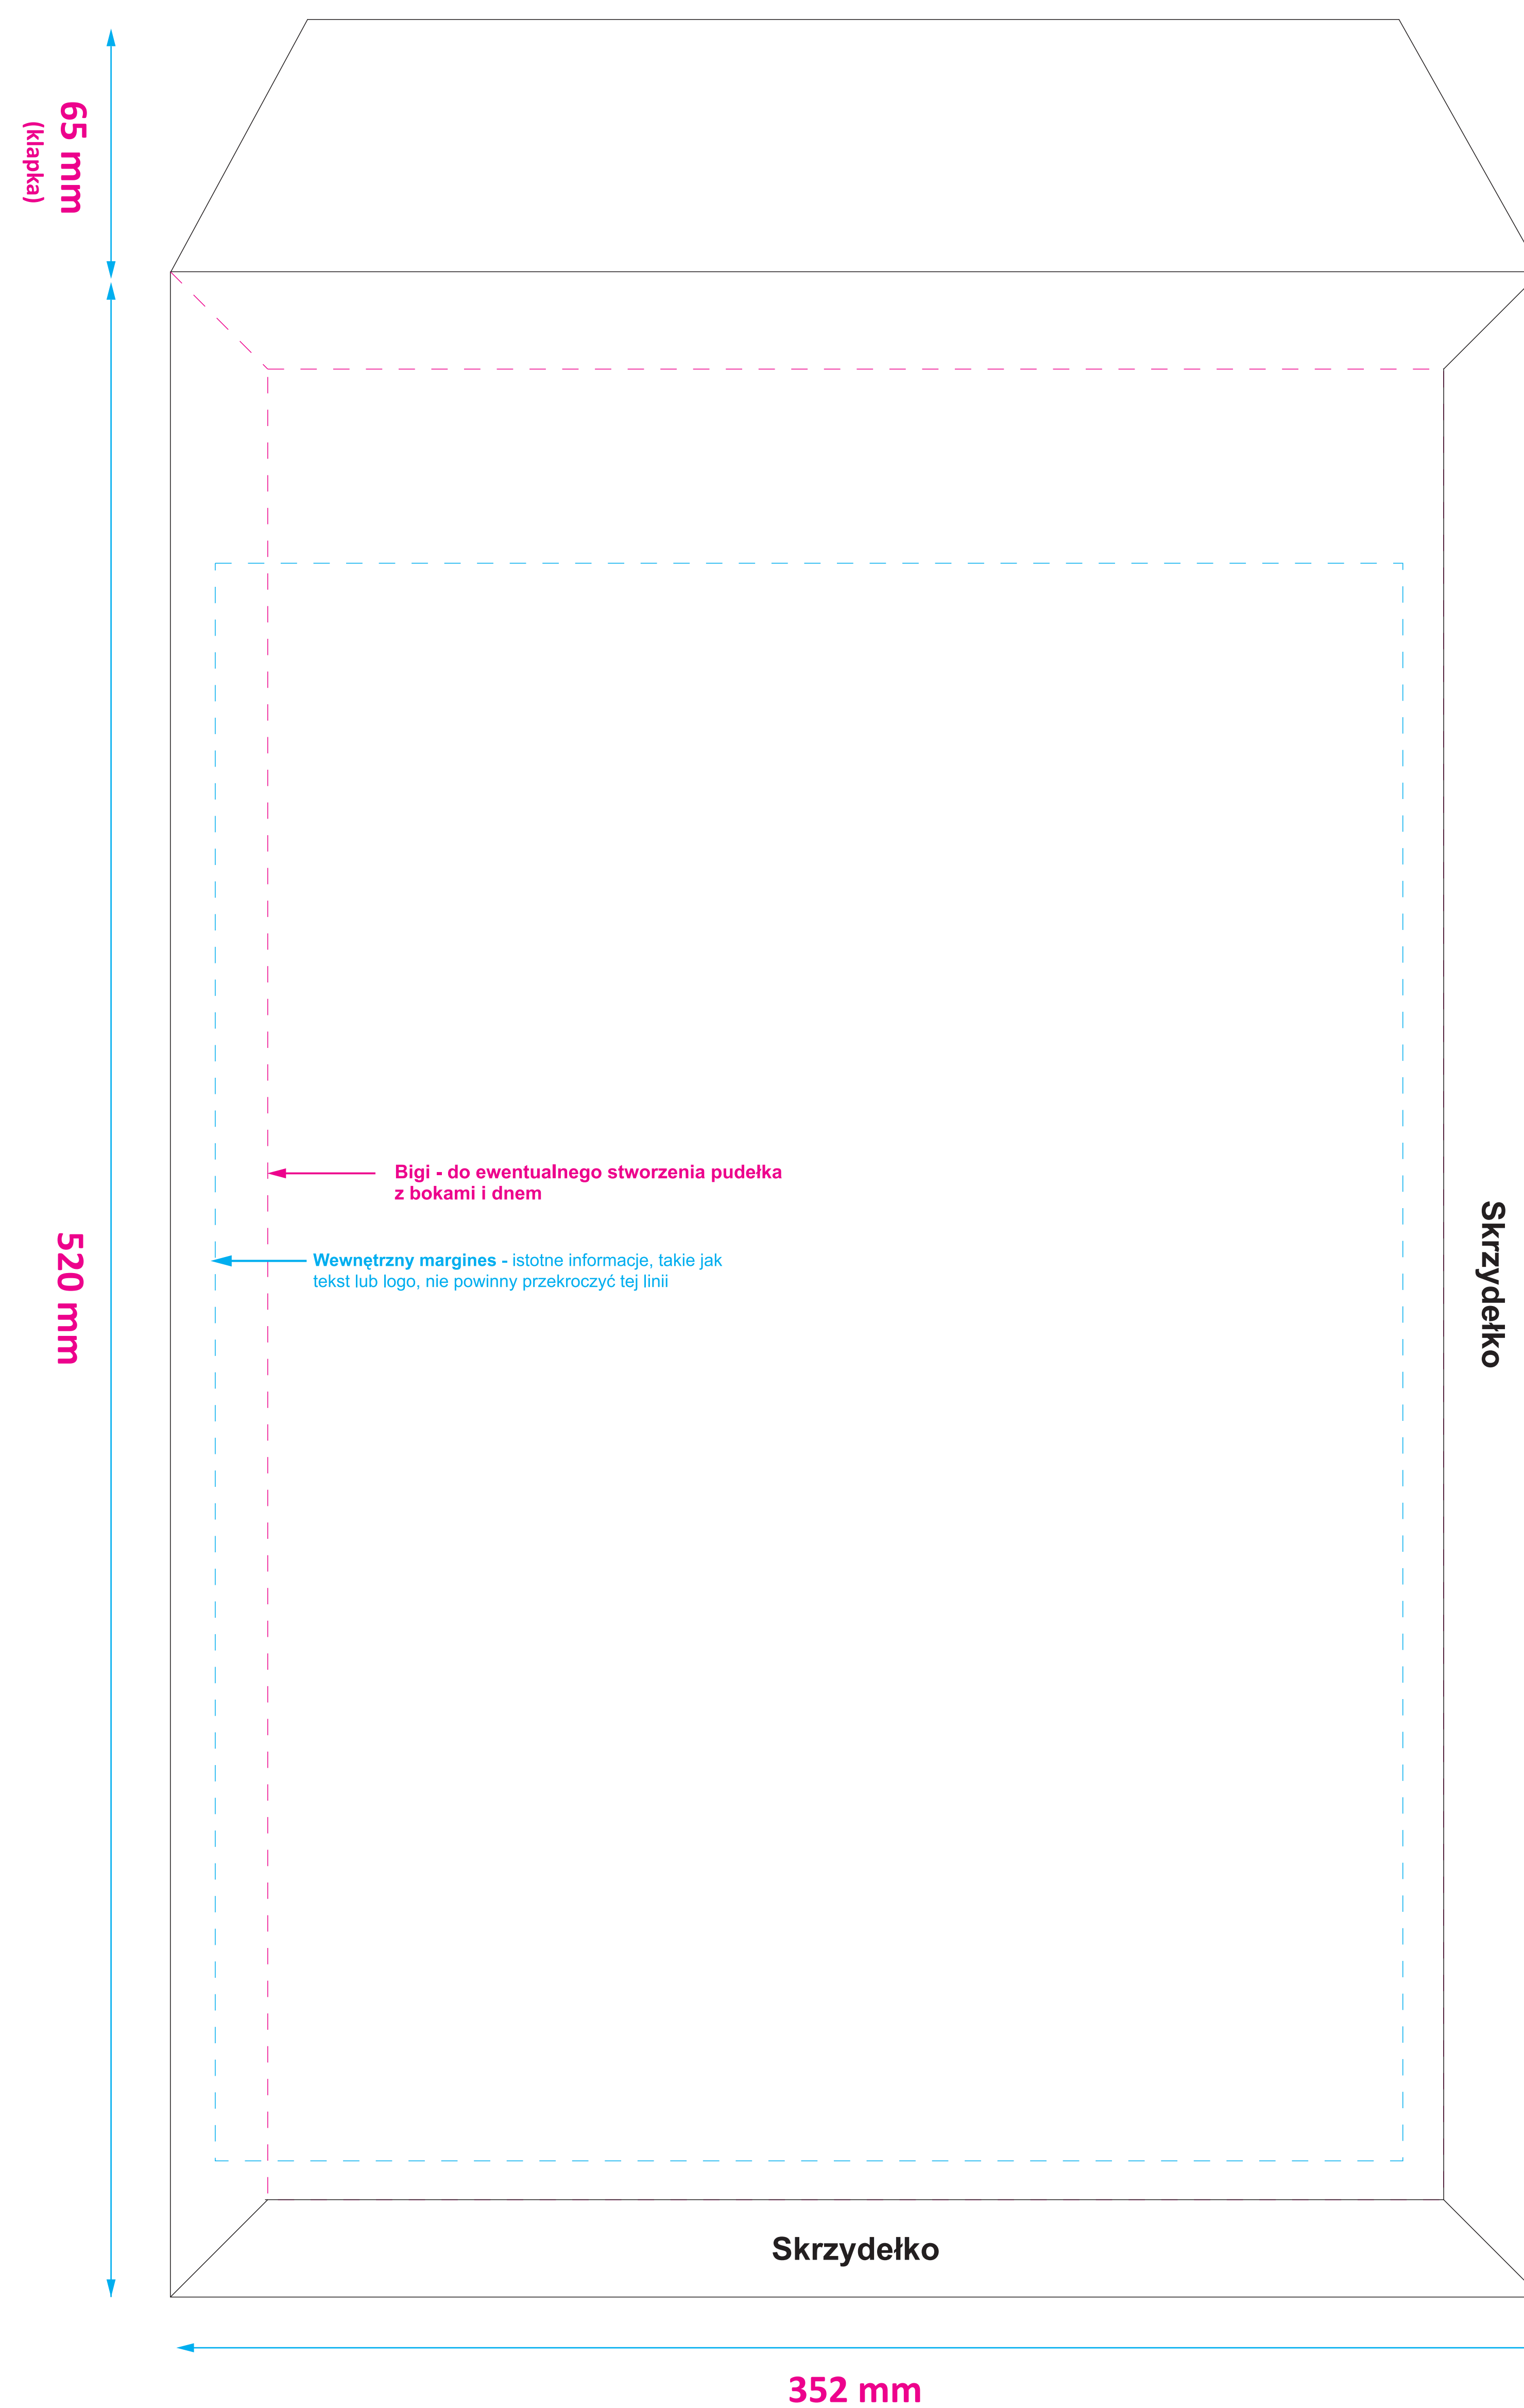 65 mm
(klapka)
Bigi - do ewentualnego stworzenia pudełka
z bokami i dnem
Wewnętrzny margines - istotne informacje, takie jak
tekst lub logo, nie powinny przekroczyć tej linii
520 mm
Skrzydełko
Skrzydełko
352 mm